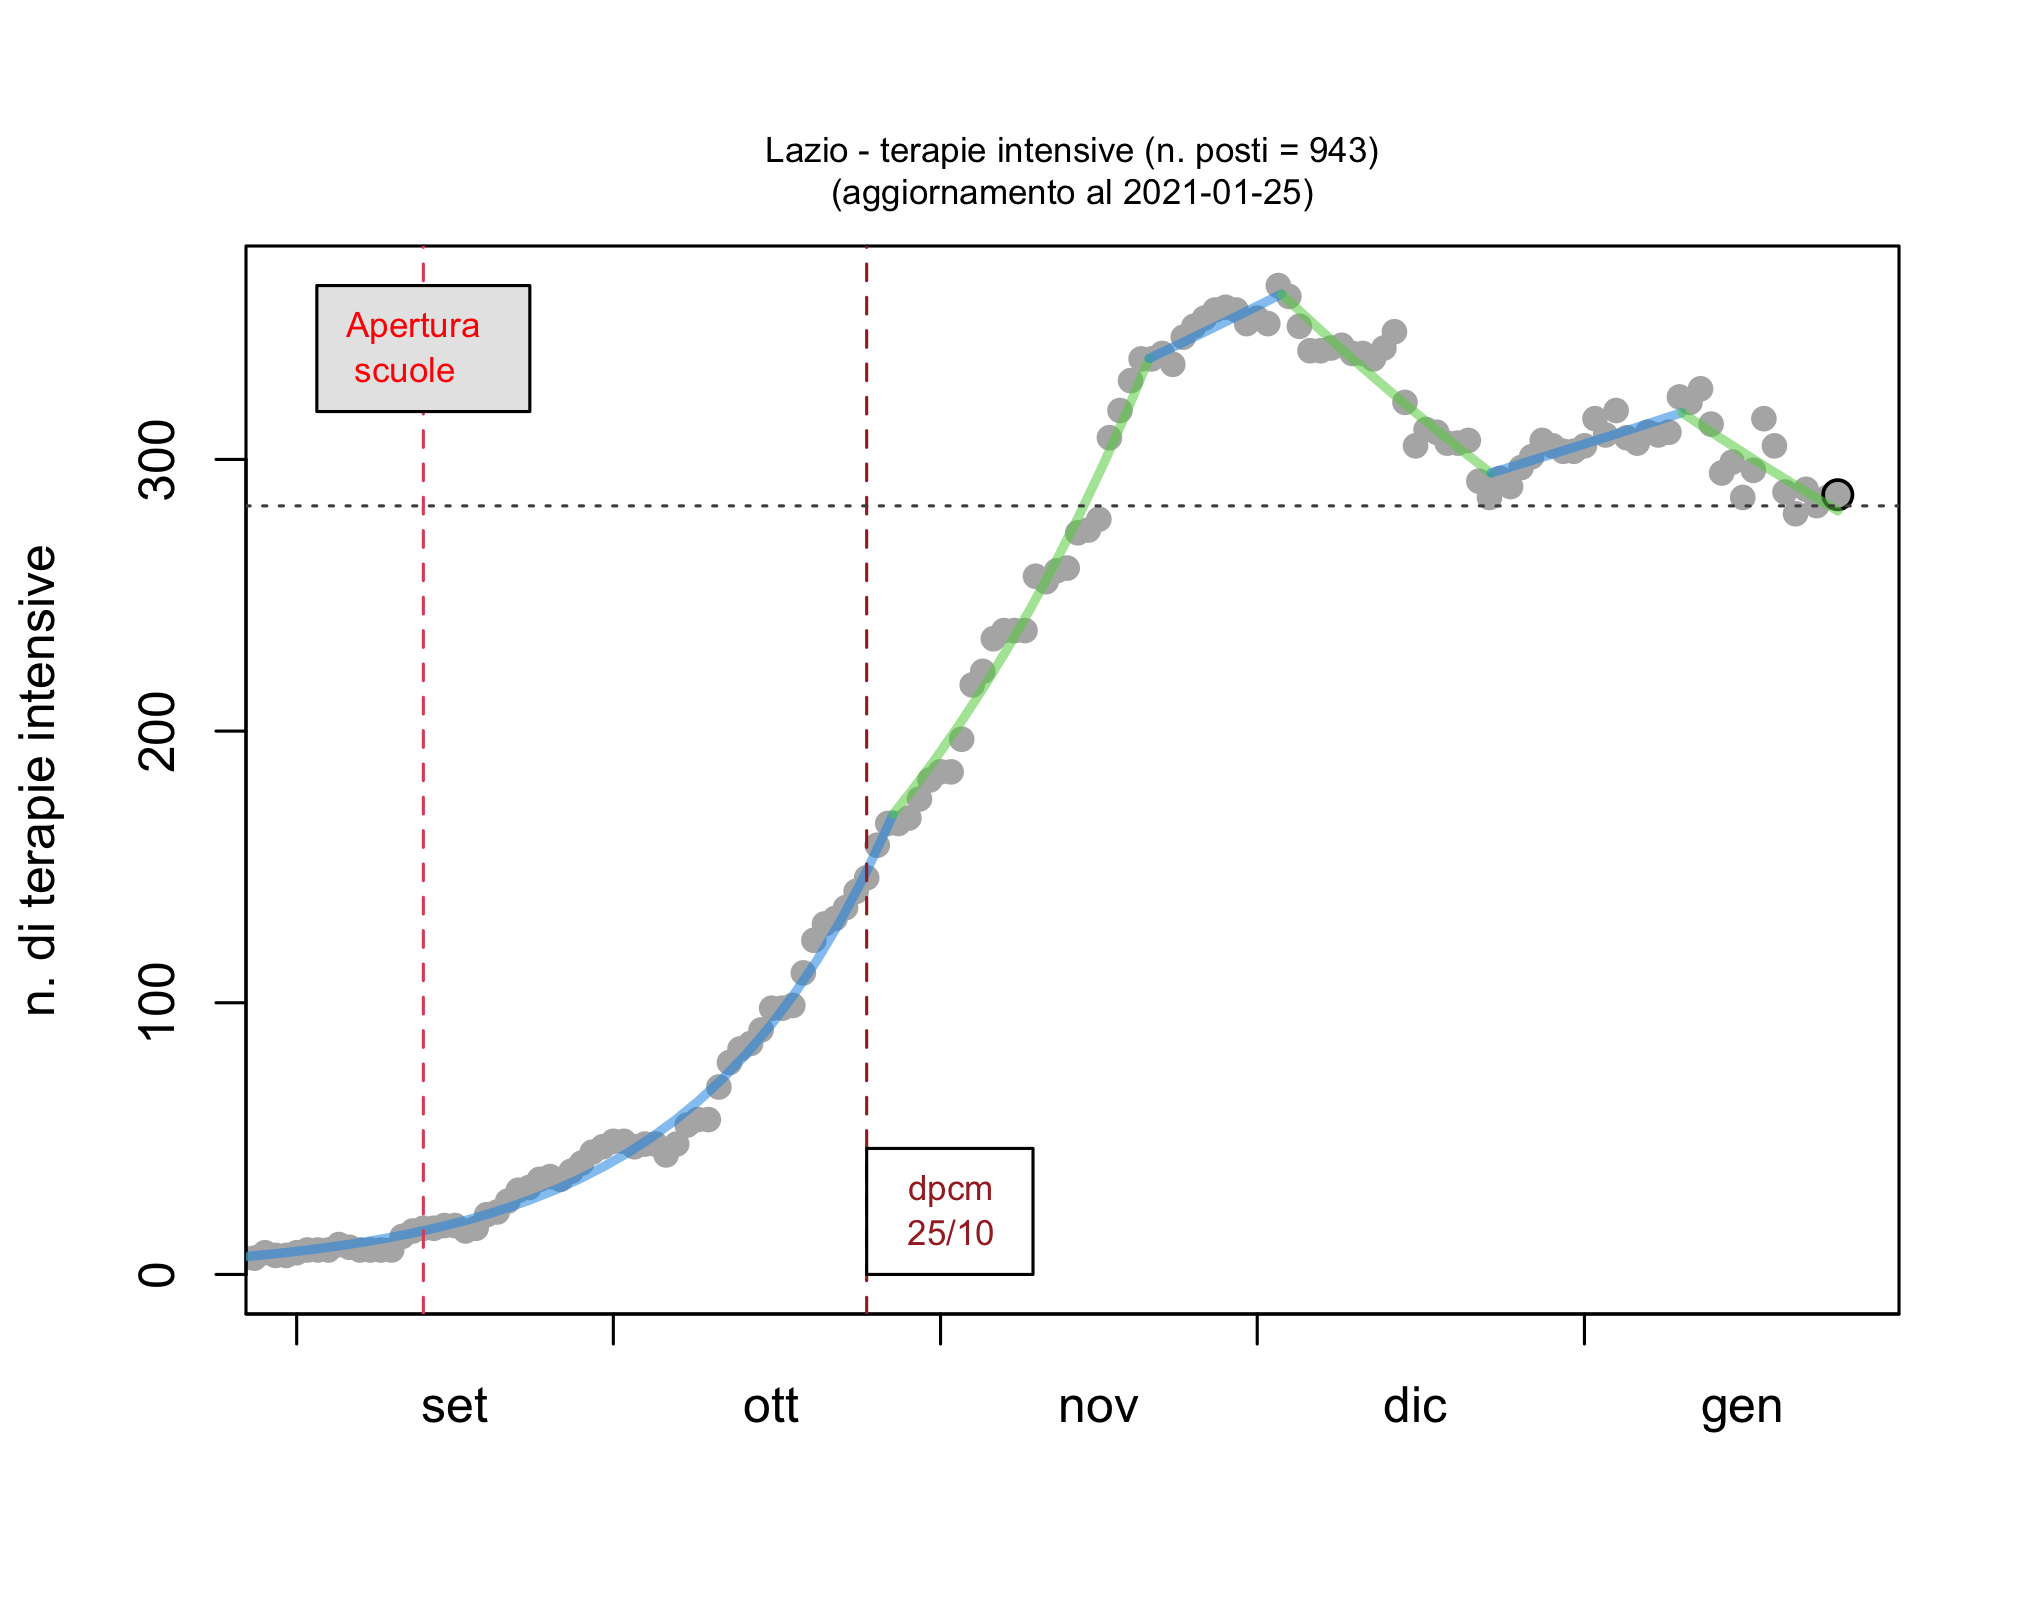 Lazio - terapie intensive (n. posti = 943)
(aggiornamento al 2021-01-25)
Apertura
scuole
n. di terapie intensive
300
200
100
0
dpcm
25/10
set ott nov dic gen